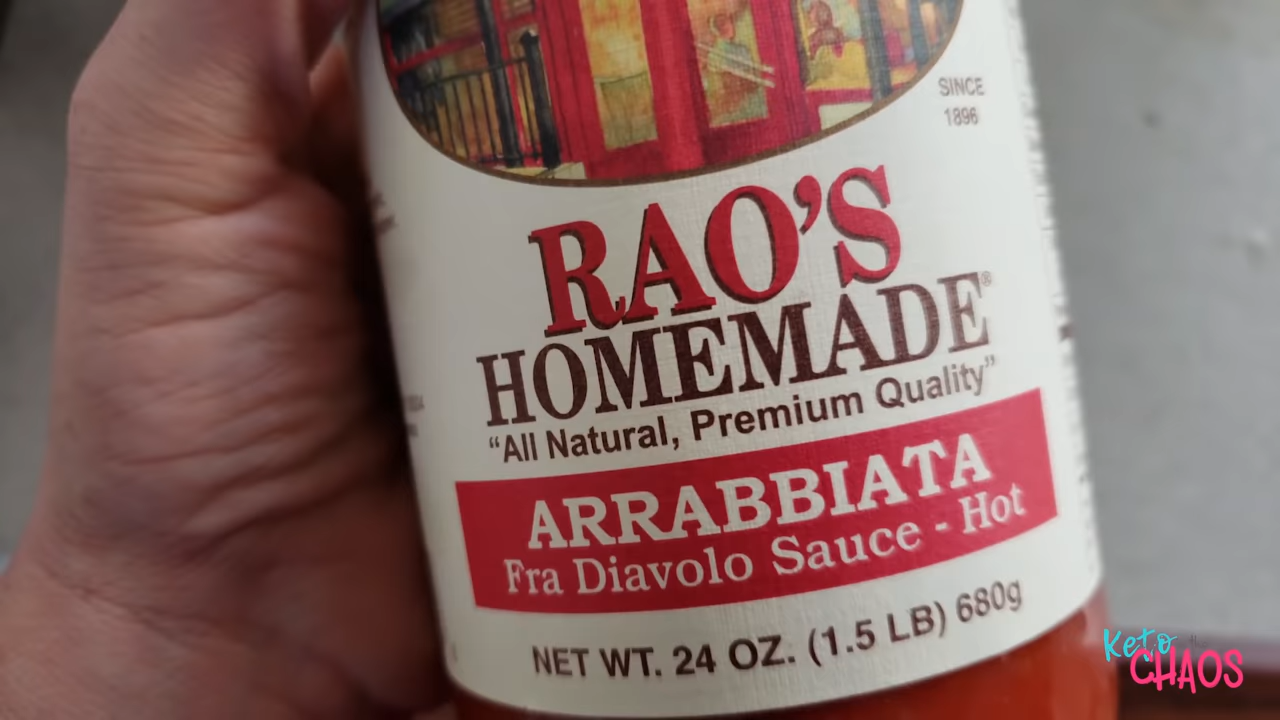 SINCE
1896
RAO'S
HOMEMADE®
"All Natural, Premium Quality"
ARRABBIATA
Fra Diavolo Sauce - Hot
NET WT. 24 OZ. (1.5 LB) 680g
Keto
CHAOS